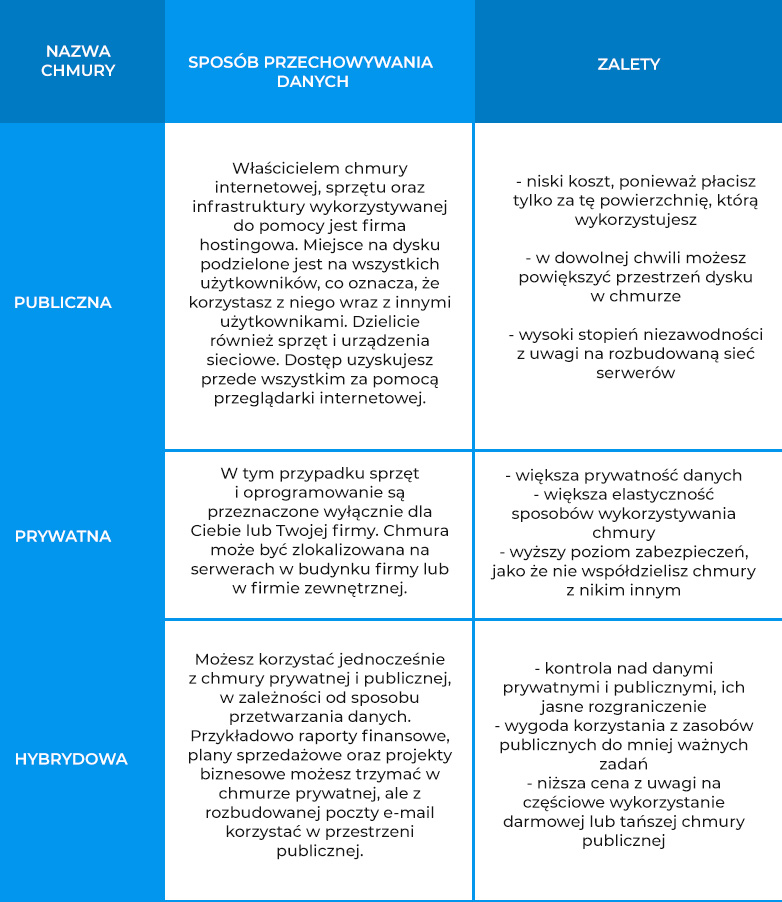 NAZWA
CHMURY
SPOSÓB PRZECHOWYWANIA
DANYCH
ZALETY
PUBLICZNA
Właścicielem chmury
internetowej, sprzętu oraz
infrastruktury wykorzystywanej
do pomocy jest firma
hostingowa. Miejsce na dysku
podzielone jest na wszystkich
użytkowników, co oznacza, że
korzystasz z niego wraz z innymi
użytkownikami. Dzielicie
również sprzęt i urządzenia
sieciowe. Dostęp uzyskujesz
przede wszystkim za pomocą
przeglądarki internetowej.
- niski koszt, ponieważ płacisz
tylko za tę powierzchnię, którą
wykorzystujesz
- w dowolnej chwili możesz
powiększyć przestrzeń dysku
w chmurze
- wysoki stopień niezawodności
z uwagi na rozbudowaną sieć
serwerów
PRYWATNA
W tym przypadku sprzęt
i oprogramowanie są
przeznaczone wyłącznie dla
Ciebie lub Twojej firmy. Chmura
może być zlokalizowana na
serwerach w budynku firmy lub
w firmie zewnętrznej.
- większa prywatność danych
- większa elastyczność
sposobów wykorzystywania
chmury
- wyższy poziom zabezpieczeń,
jako że nie współdzielisz chmury
z nikim innym
HYBRYDOWA
Możesz korzystać jednocześnie
z chmury prywatnej i publicznej,
w zależności od sposobu
przetwarzania danych.
Przykładowo raporty finansowe,
plany sprzedażowe oraz projekty
biznesowe możesz trzymać w
chmurze prywatnej, ale z
rozbudowanej poczty e-mail
korzystać w przestrzeni
publicznej.
- kontrola nad danymi
prywatnymi i publicznymi, ich
jasne rozgraniczenie
- wygoda korzystania z zasobów
publicznych do mniej ważnych
zadań
- niższa cena z uwagi na
częściowe wykorzystanie
darmowej lub tańszej chmury
publicznej